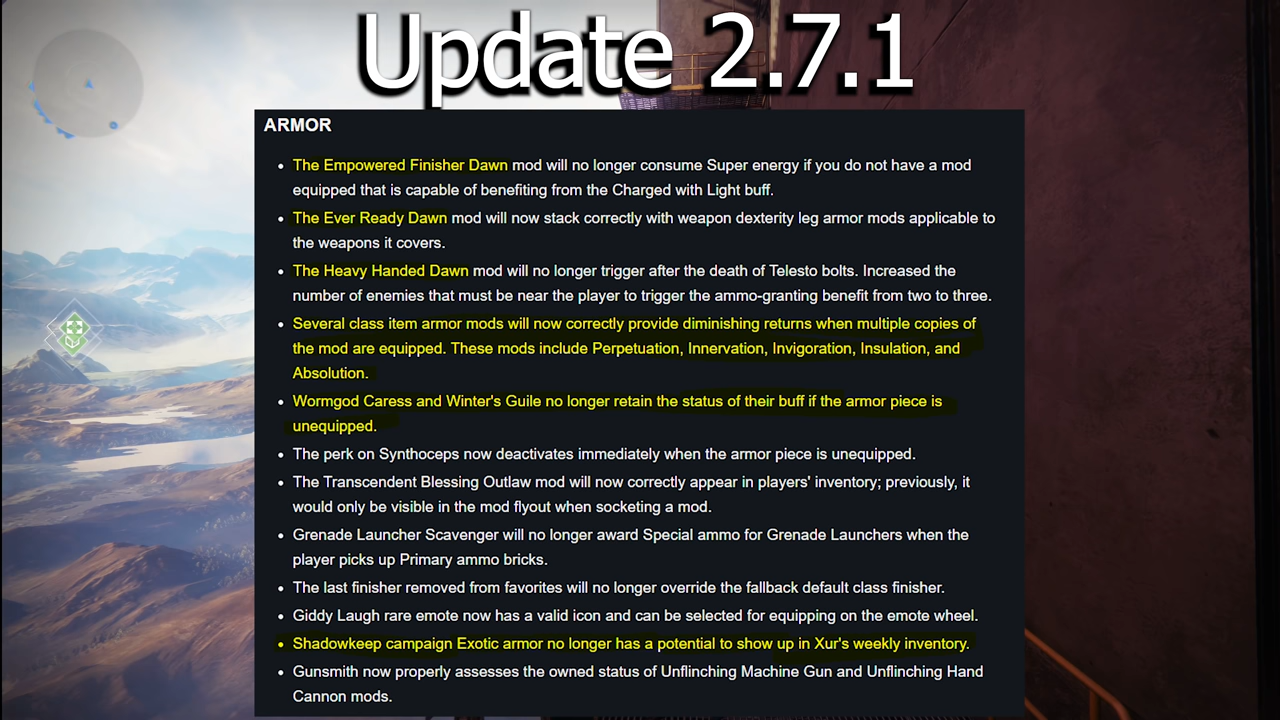 Update 2.7.1
ARMOR
• The Empowered Finisher Dawn mod will no longer consume Super energy if you do not have a mod
equipped that is capable of benefiting from the Charged with Light buff.
• The Ever Ready Dawn mod will now stack correctly with weapon dexterity leg armor mods applicable to
the weapons it covers.
• The Heavy Handed Dawn mod will no longer trigger after the death of Telesto bolts. Increased the
number of enemies that must be near the player to trigger the ammo-granting benefit from two to three.
• Several class item armor mods will now correctly provide diminishing returns when multiple copies of
the mod are equipped. These mods include Perpetuation, Innervation, Invigoration, Insulation, and
Absolution.
• Wormgod Caress and Winter's Guile no longer retain the status of their buff if the armor piece is
unequipped.
• The perk on Synthoceps now deactivates immediately when the armor piece is unequipped.
• The Transcendent Blessing Outlaw mod will now correctly appear in players' inventory; previously, it
would only be visible in the mod flyout when socketing a mod.
• Grenade Launcher Scavenger will no longer award Special ammo for Grenade Launchers when the
player picks up Primary ammo bricks.
• The last finisher removed from favorites will no longer override the fallback default class finisher.
• Giddy Laugh rare emote now has a valid icon and can be selected for equipping on the emote wheel.
• Shadowkeep campaign Exotic armor no longer has a potential to show up in Xur's weekly inventory.
• Gunsmith now properly assesses the owned status of Unflinching Machine Gun and Unflinching Hand
Cannon mods.